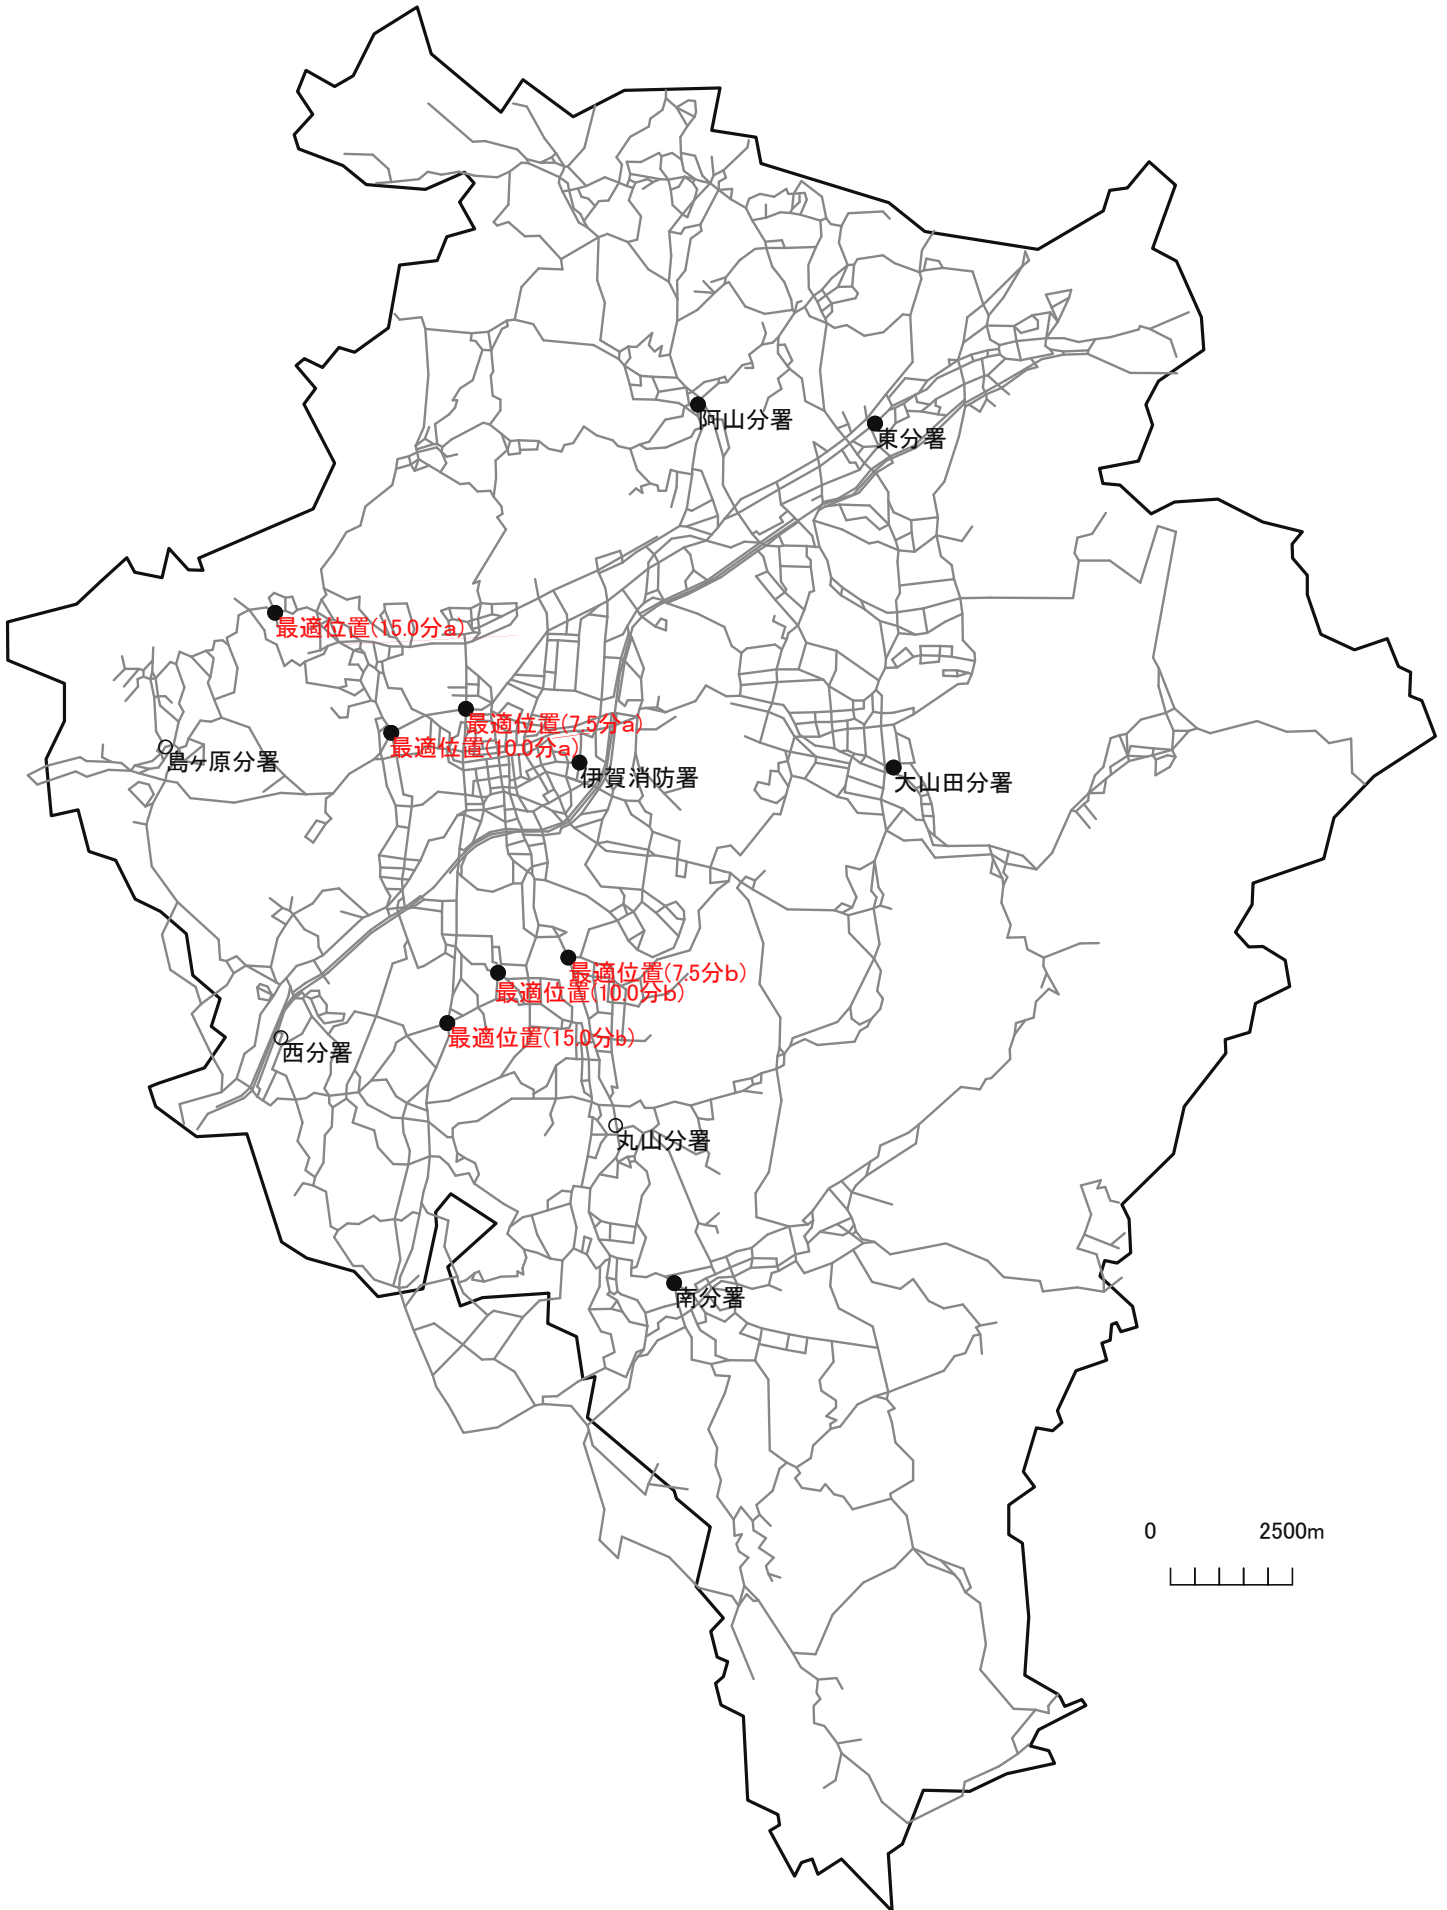 阿山分署
東分署
最適位置(15.0分a)
最適位置(7.5分a)
最適位置(10.0分a)
島ヶ原分署
伊賀消防署
大山田分署
最適位置(7.5分b)
最適位置(10.0分b)
最適位置(15.0分b)
西分署
丸山分署
南分署
0 2500m